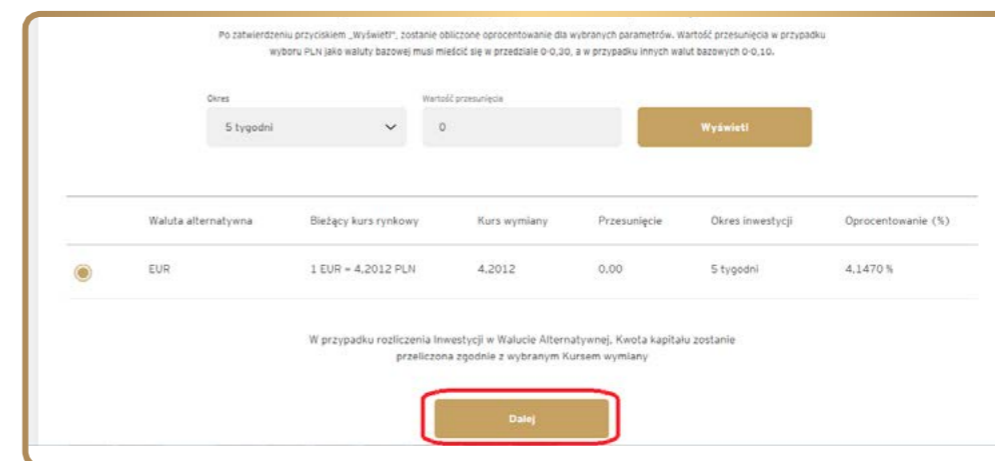 Po zatwierdzeniu przyciskiem „Wyświetl", zostanie obliczone oprocentowanie dla wybranych parametrów. Wartość przesunięcia w przypadku
wyboru PLN jako waluty bazowej musi mieścić się w przedziale 0-0,30, a w przypadku innych walut bazowych 0-0,10.
Okres Wartość przesunięcie
5 tygodni 0 Wyświetl
Waluta alternatywna Bieżący kurs rynkowy Kurs wymiany Przesunięcie Okres inwestycji Oprocentowanie (%)
EUR 1 EUR = 4,2012 PLN 4,2012 0,00 5 tygodni 4,1470 %
W przypadku rozliczenia Inwestycji w Walucie Alternatywnej, Kwota kapitału zostanie
przeliczona zgodnie z wybranym Kursem wymiany
Dalej